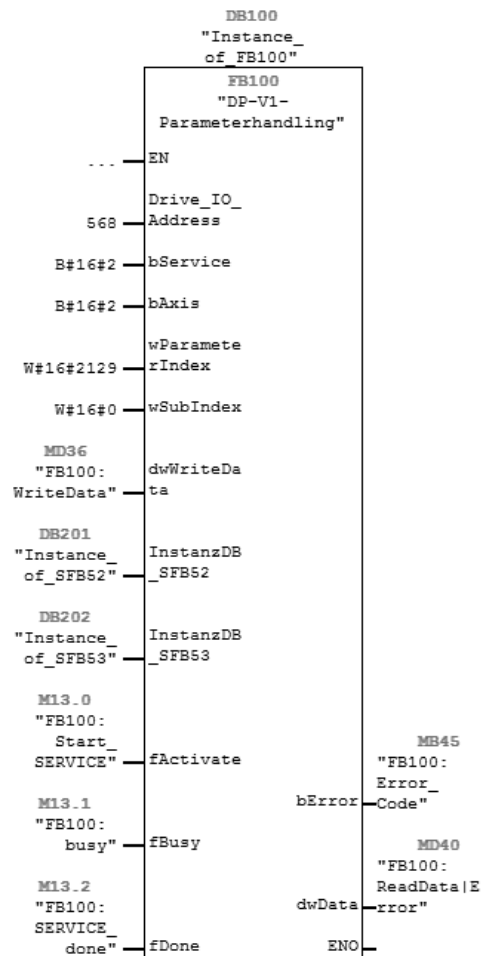 DB100
"Instance_
of_FB100"
FB100
"DP-V1-
Parameterhandling"
... EN
Drive_IO_
568 Address
B#16#2 bService
B#16#2 bAxis
wParamete
W#16#2129 rIndex
W#16#0 wSubIndex
MD36
"FB100: dwWriteDa
WriteData" ta
DB201
"Instance_ InstanzDB
of_SFB52" _SFB52
DB202
"Instance_ InstanzDB
of_SFB53" _SFB53
M13.0
"FB100:
Start_ MB45
SERVICE" fActivate "FB100:
Error_
M13.1 bError Code"
"FB100:
busy" fBusy MD40
"FB100:
M13.2 ReadData|E
"FB100: dwData rror"
SERVICE_
done" fDone ENO